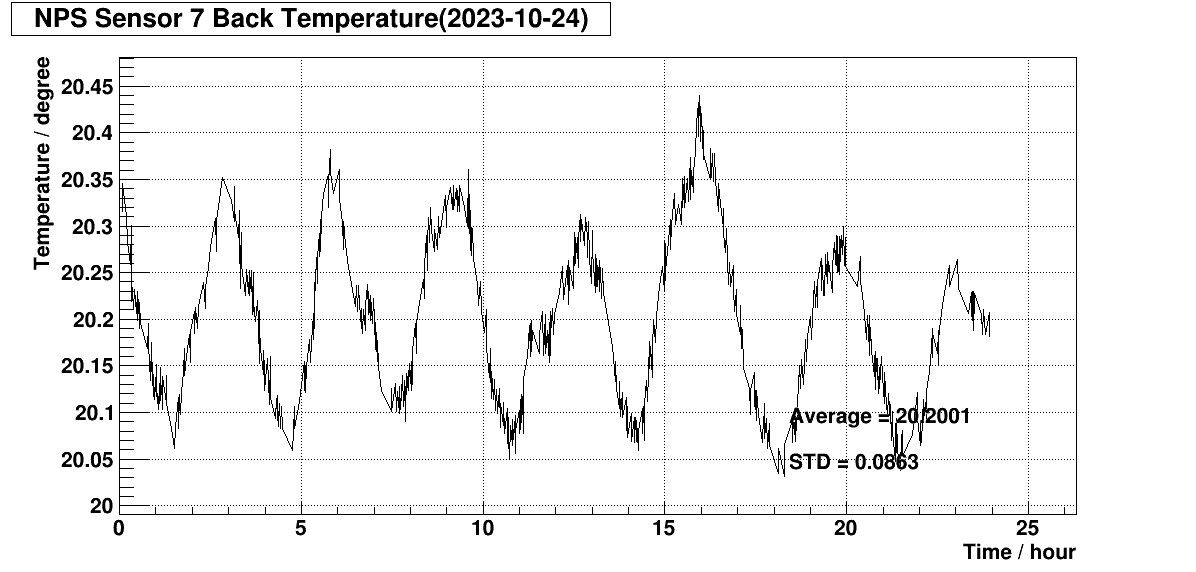 NPS Sensor 7 Back Temperature(2023-10-24)
Temperature / degree
20.45
20.4
20.35
20.3
20.25
20.2
20.15
20.1
20.05
20
Average = 20.2001
STD = 0.0863
0 5 10 15 20 25
Time / hour